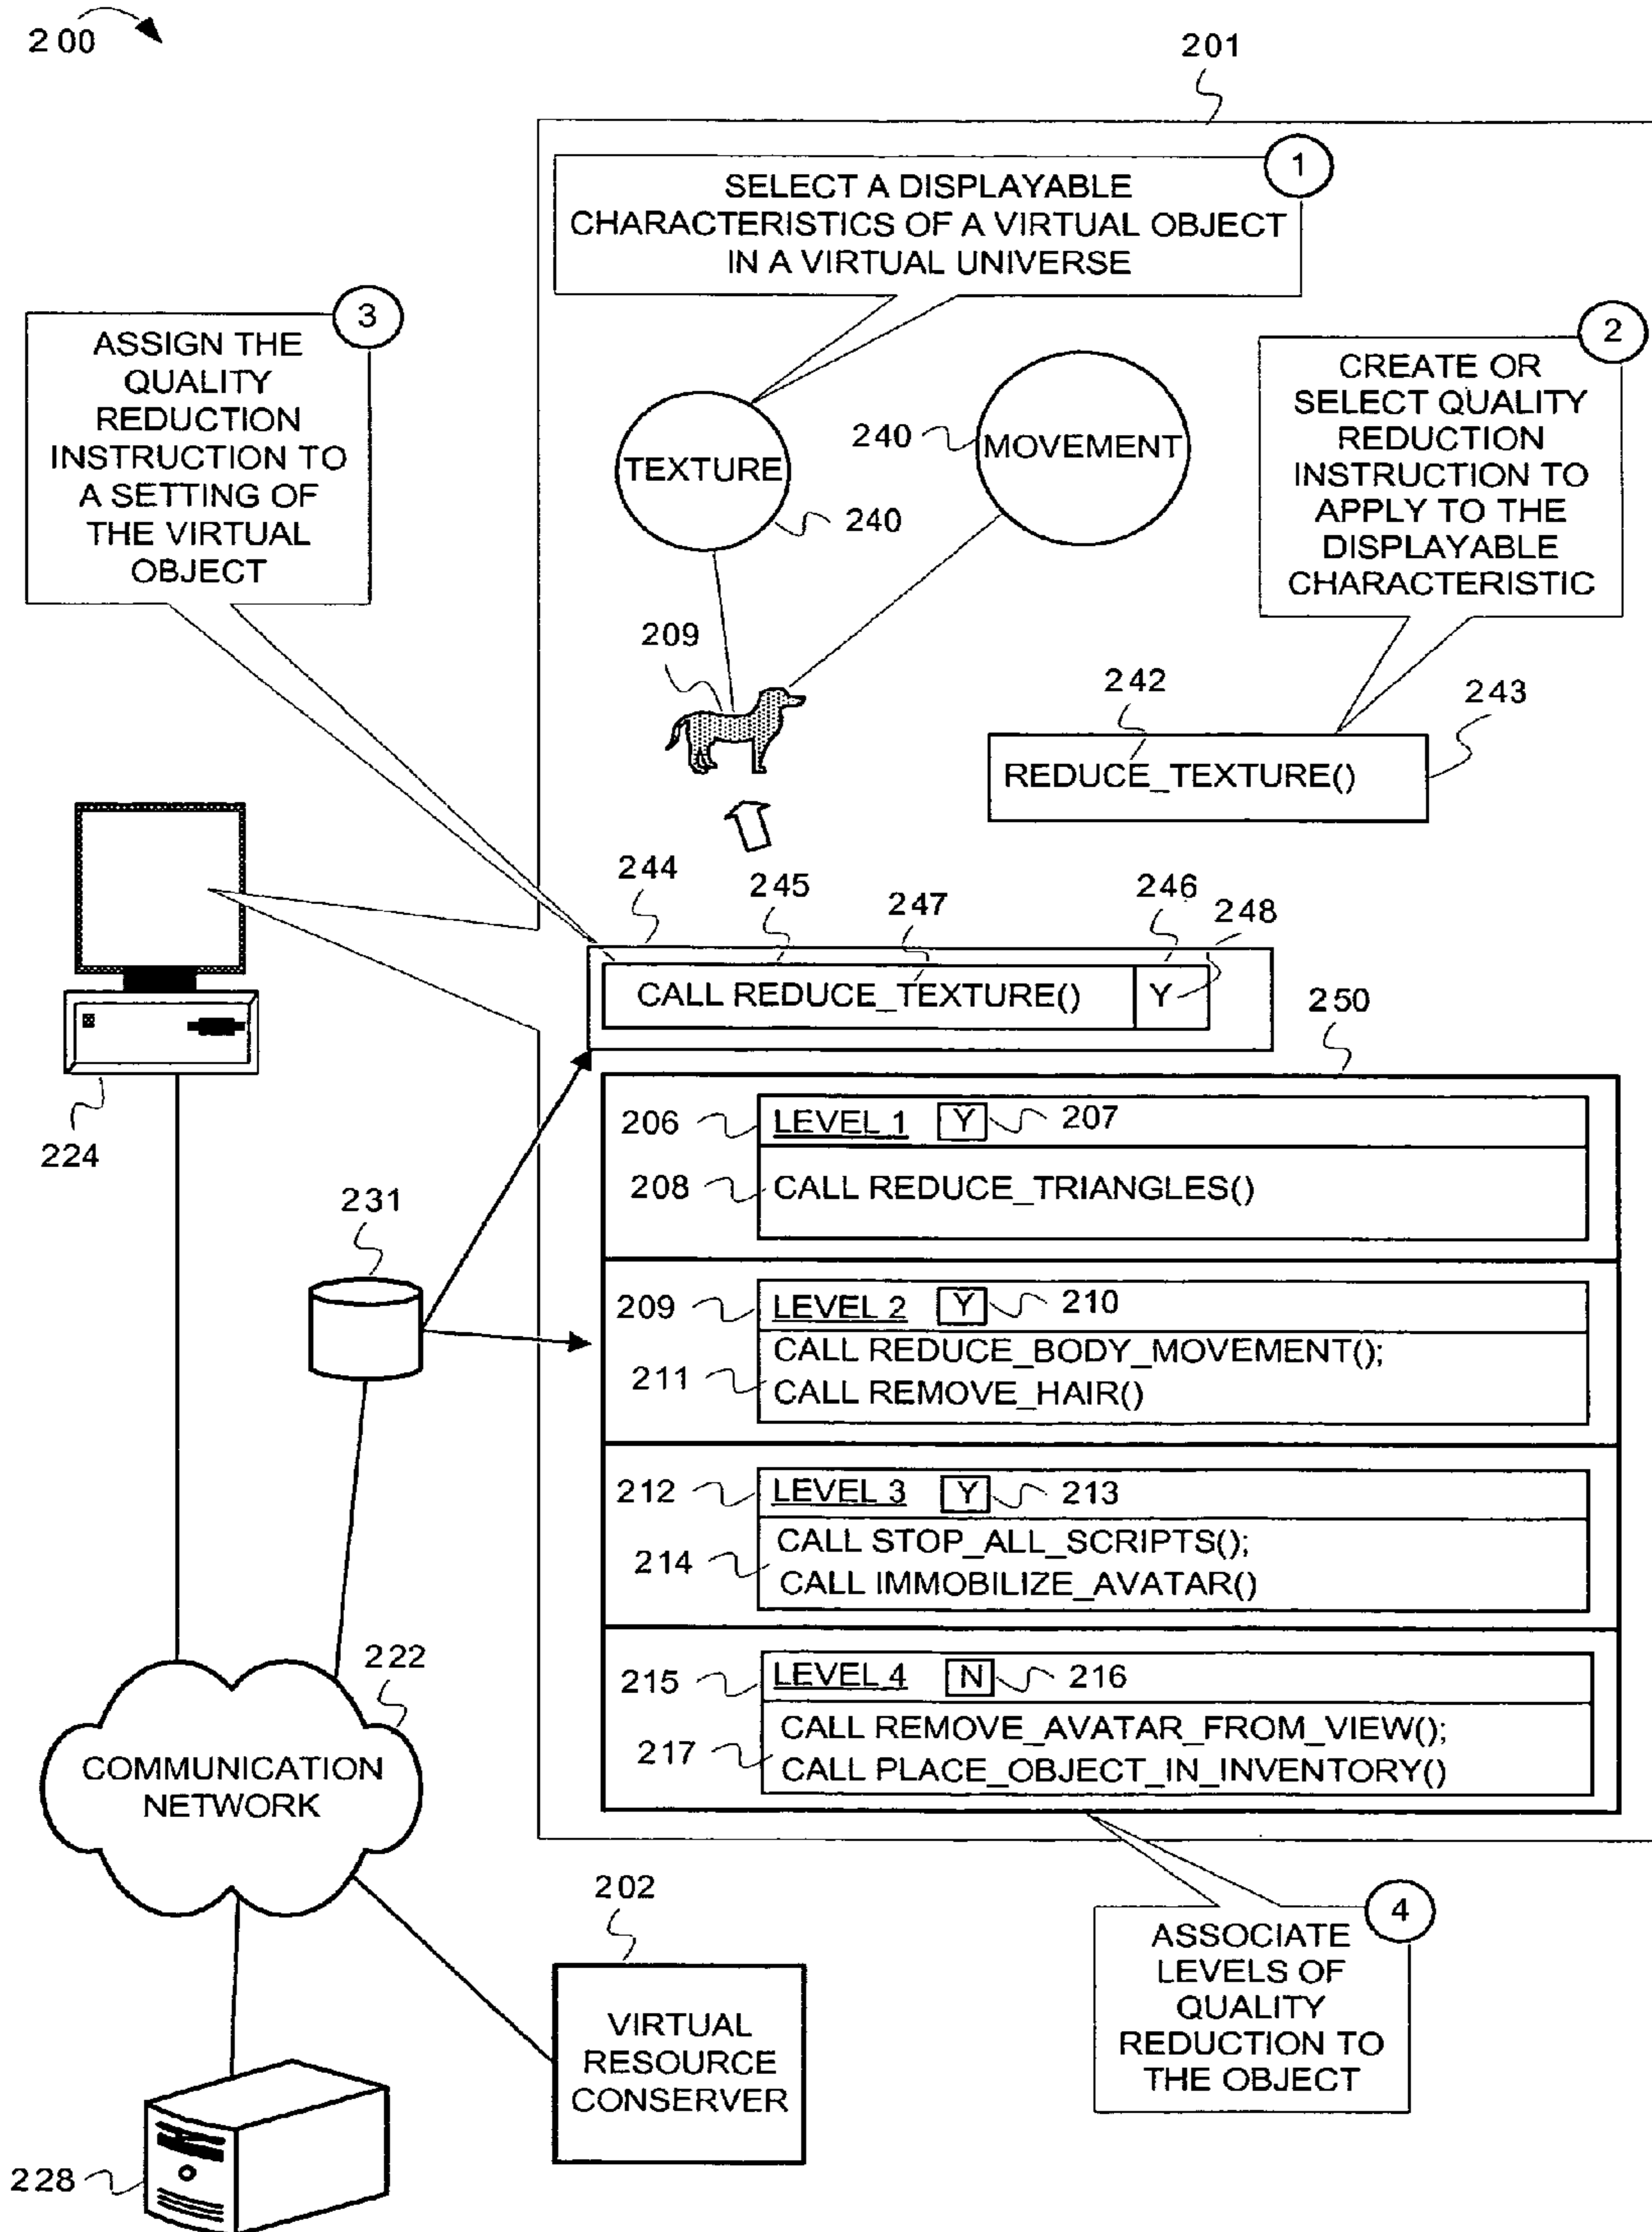 200
201
1
SELECT A DISPLAYABLE
CHARACTERISTICS OF A VIRTUAL OBJECT
IN A VIRTUAL UNIVERSE
3
ASSIGN THE
QUALITY
REDUCTION
INSTRUCTION TO
A SETTING OF
THE VIRTUAL
OBJECT
2
CREATE OR
SELECT QUALITY
REDUCTION
INSTRUCTION TO
APPLY TO THE
DISPLAYABLE
CHARACTERISTIC
TEXTURE
240
240
MOVEMENT
209
242
243
REDUCE_TEXTURE()
244
245
247
246
248
CALL REDUCE_TEXTURE()
Y
250
224
206
LEVEL 1
Y
207
208
CALL REDUCE_TRIANGLES()
231
209
LEVEL 2
Y
210
211
CALL REDUCE_BODY_MOVEMENT();
CALL REMOVE_HAIR()
212
LEVEL 3
Y
213
214
CALL STOP_ALL_SCRIPTS();
CALL IMMOBILIZE_AVATAR()
215
LEVEL 4
N
216
217
CALL REMOVE_AVATAR_FROM_VIEW();
CALL PLACE_OBJECT_IN_INVENTORY()
222
COMMUNICATION
NETWORK
202
VIRTUAL
RESOURCE
CONSERVER
4
ASSOCIATE
LEVELS OF
QUALITY
REDUCTION TO
THE OBJECT
228